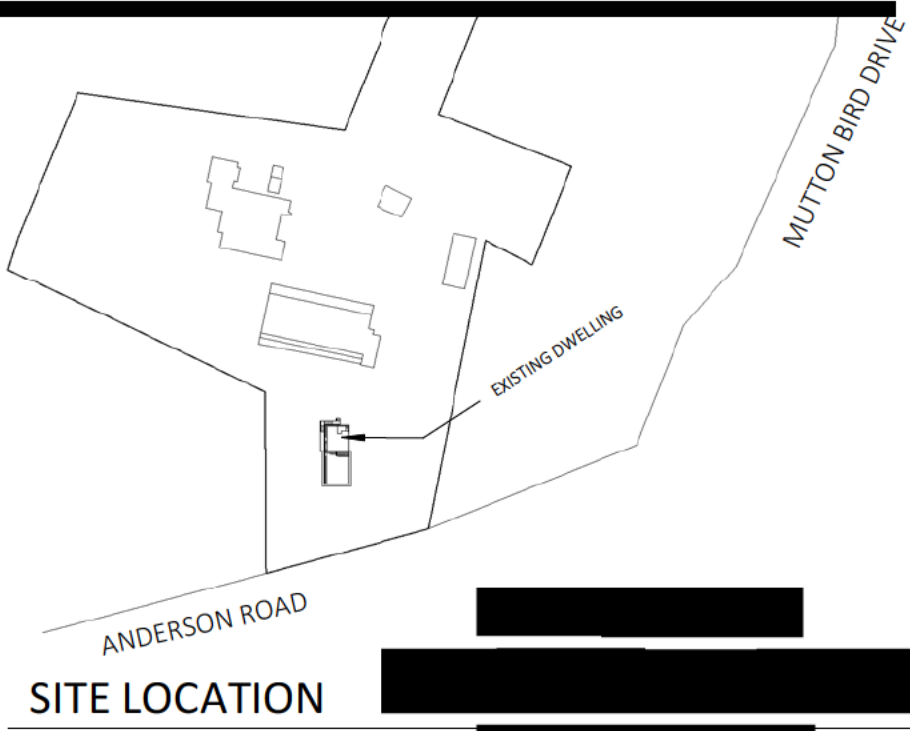 MUTTON BIRD DRIVE
EXISTING DWELLING
ANDERSON ROAD
SITE LOCATION